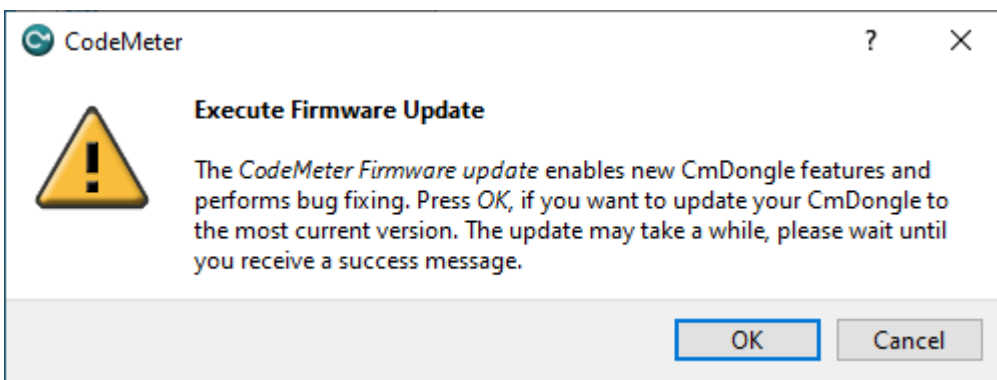 CodeMeter
?
Execute Firmware Update
The CodeMeter Firmware update enables new CmDongle features and
performs bug fixing. Press OK, if you want to update your CmDongle to
the most current version. The update may take a while, please wait until
you receive a success message.
OK
Cancel